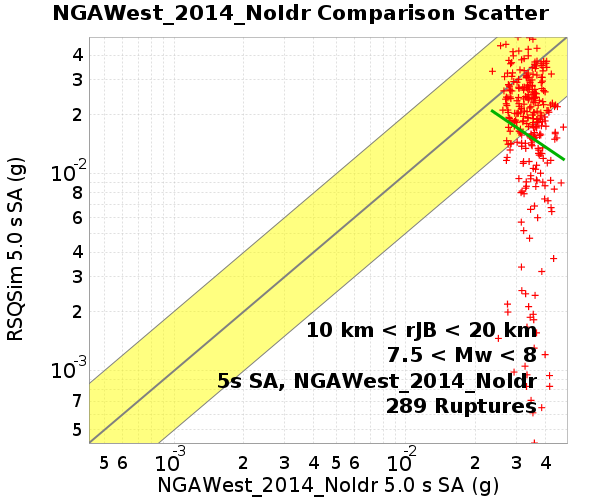 NGAWest_2014_NoIdr Comparison Scatter
RSQSim 5.0 s SA (g)
4
3
2
10^-2
8
6
4
3
2
10^-3
7
5
10 km < rJB < 20 km
7.5 < Mw < 8
5s SA, NGAWest_2014_NoIdr
289 Ruptures
5 6 10^-3 2 3 4 5 6 10^-2 2 3 4
NGAWest_2014_NoIdr 5.0 s SA (g)